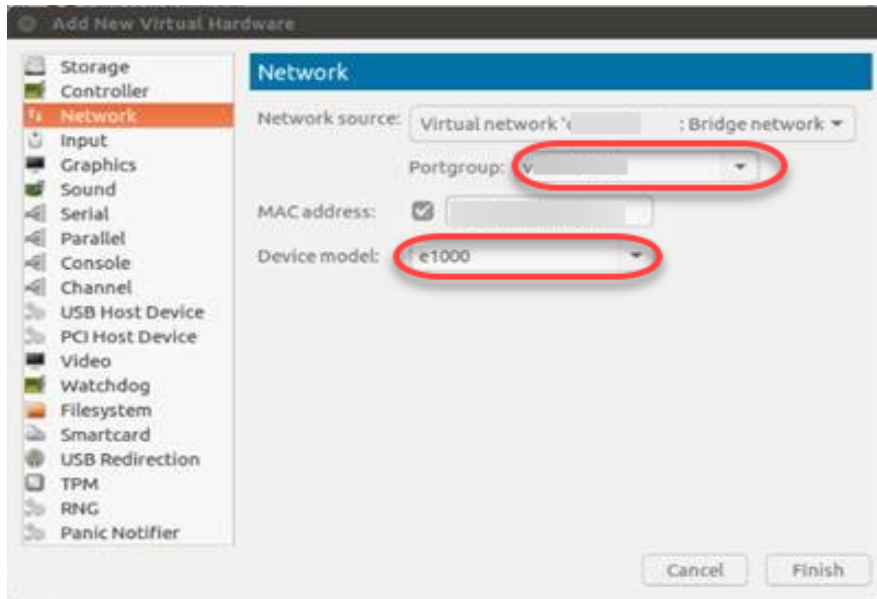 Add New Virtual Hardware
Storage
Controller
Network
Input
Graphics
Sound
Serial
Parallel
Console
Channel
USB Host Device
PCI Host Device
Video
Watchdog
Filesystem
Smartcard
USB Redirection
TPM
RNG
Panic Notifier
Network
Network source: Virtual network ' : Bridge network
Portgroup: v
MAC address:
Device model: e1000
Cancel Finish